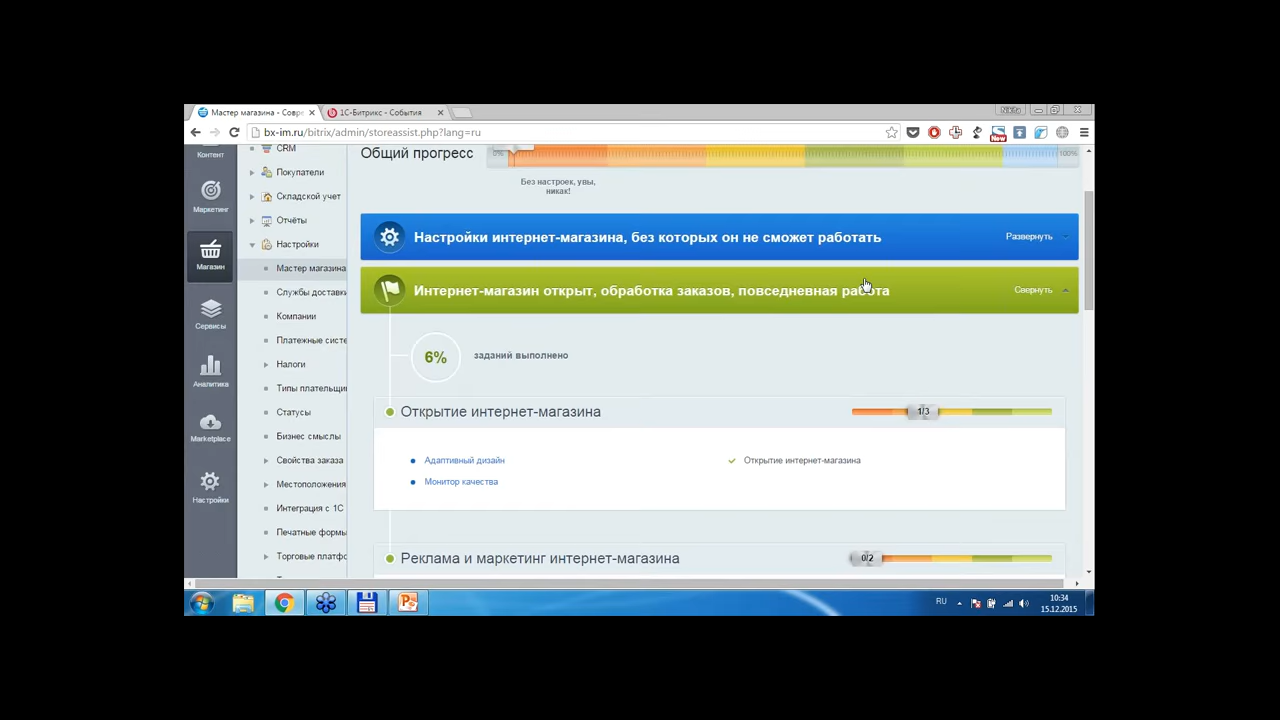 Мастер магазина - Совре
1С-Битрикс - События
Nikita
bx-im.ru/bitrix/admin/storeassist.php?lang=ru
New
Контент
Маркетинг
Магазин
Сервисы
Аналитика
Marketplace
Настройки
CRM
Покупатели
Складской учет
Отчёты
Настройки
Мастер магазина
Службы доставки
Компании
Платежные систе
Налоги
Типы плательщи
Статусы
Бизнес смыслы
Свойства заказа
Местоположения
Интеграция с 1С
Печатные формы
Торговые платфо
Общий прогресс
0%
100%
Без настроек, увы,
никак!
Настройки интернет-магазина, без которых он не сможет работать
Развернуть
Интернет-магазин открыт, обработка заказов, повседневная работа
Свернуть
6%
заданий выполнено
Открытие интернет-магазина
1/3
Адаптивный дизайн
Открытие интернет-магазина
Монитор качества
Реклама и маркетинг интернет-магазина
0/2
RU
10:34
15.12.2015